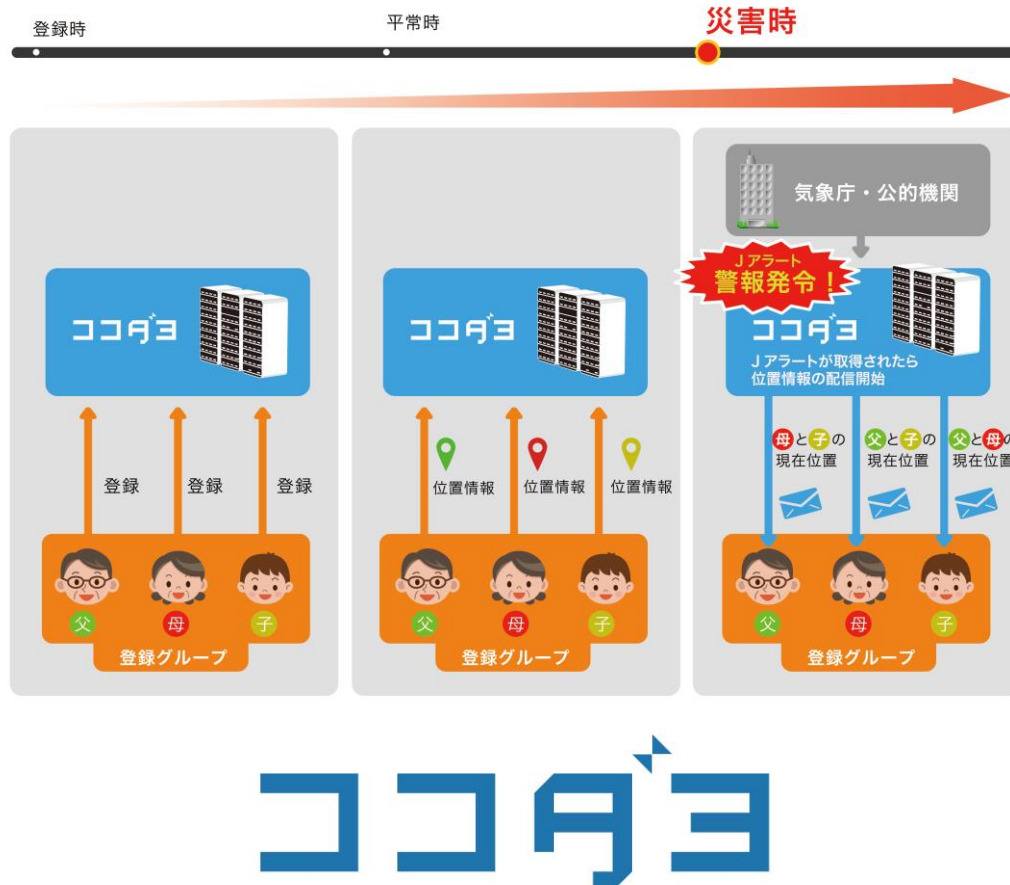 登録時
平常時
災害時
ココダヨ
登録
登録
登録
父
母
子
登録グループ
ココダヨ
位置情報
位置情報
位置情報
父
母
子
登録グループ
気象庁・公的機関
Jアラート
警報発令！
ココダヨ
Jアラートが取得されたら
位置情報の配信開始
母と子の
現在位置
父と子の
現在位置
父と母の
現在位置
父
母
子
登録グループ
ココダヨ